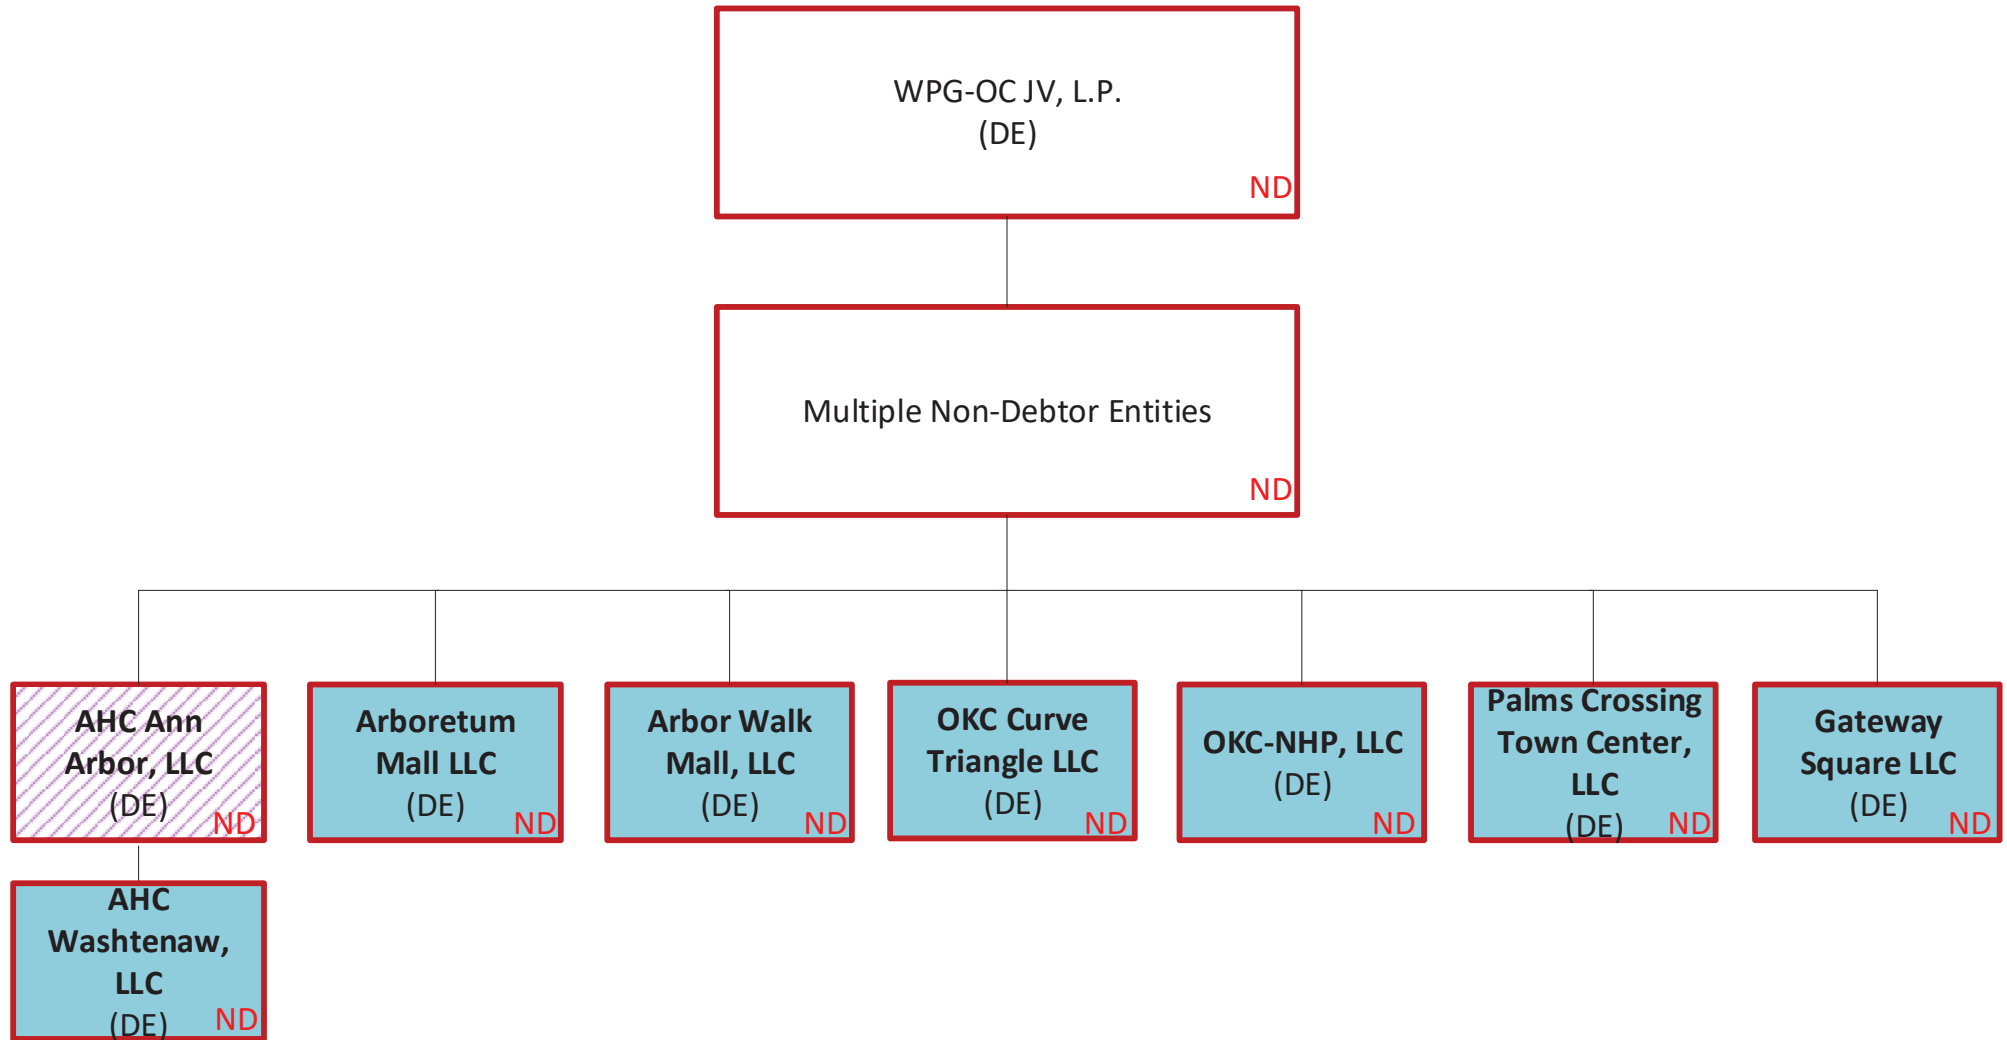 WPG-OC JV, L.P.
(DE)
ND
Multiple Non-Debtor Entities
ND
AHC Ann
Arbor, LLC
(DE)
ND
Arboretum
Mall LLC
(DE)
ND
Arbor Walk
Mall, LLC
(DE)
ND
OKC Curve
Triangle LLC
(DE)
ND
OKC-NHP, LLC
(DE)
ND
Palms Crossing
Town Center,
LLC
(DE)
ND
Gateway
Square LLC
(DE)
ND
AHC
Washtenaw,
LLC
(DE)
ND